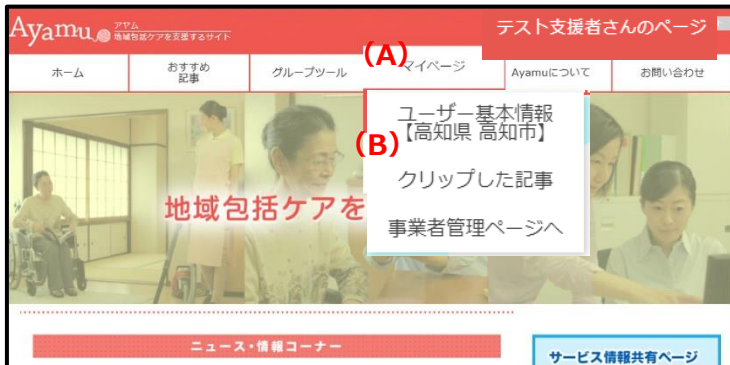 Ayamu
アヤム
地域包括ケアを支援するサイト
テスト支援者さんのページ
ホーム
おすすめ
記事
グループツール
(A)
マイページ
Ayamuについて
お問い合わせ
(B)
ユーザー基本情報
【高知県 高知市】
クリップした記事
事業者管理ページへ
地域包括ケアを
ニュース・情報コーナー
サービス情報共有ページ